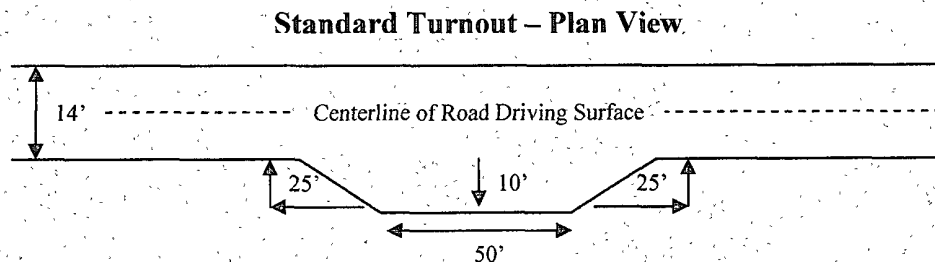 Standard Turnout – Plan View
14’
Centerline of Road Driving Surface
25’
10’
25’
50’